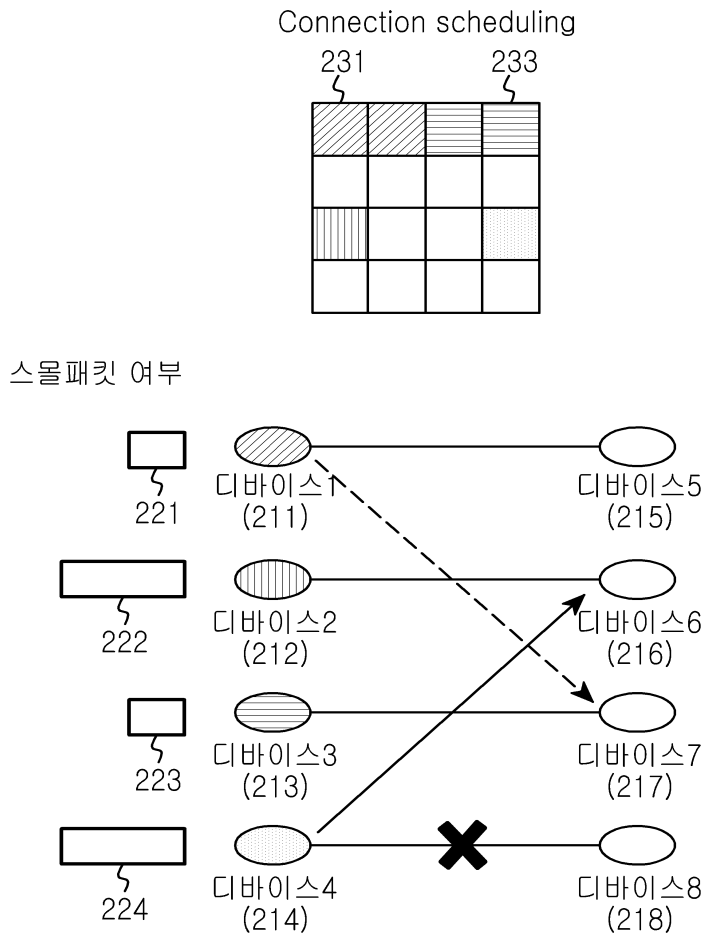 Connection scheduling
231 233
스몰패킷 여부
221
디바이스1
(211)
디바이스5
(215)
222
디바이스2
(212)
디바이스6
(216)
223
디바이스3
(213)
디바이스7
(217)
224
디바이스4
(214)
디바이스8
(218)